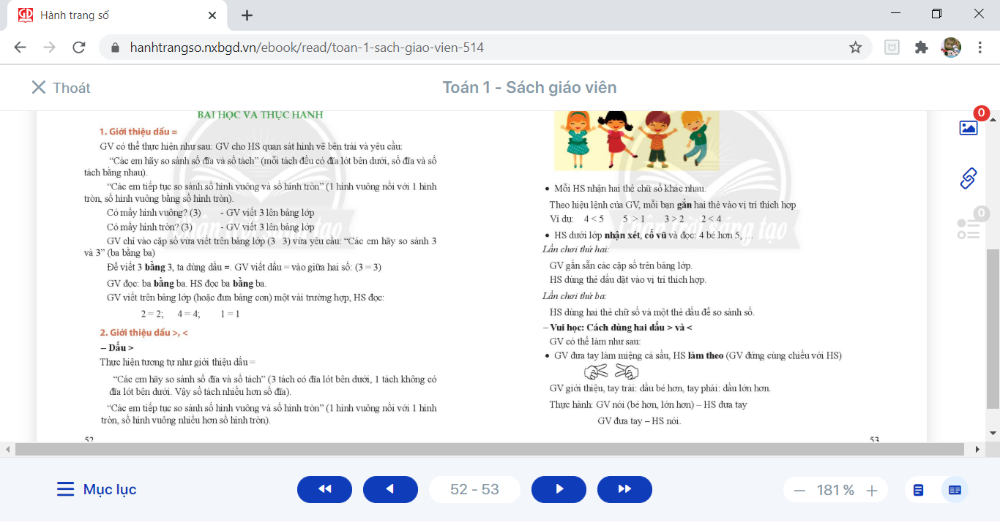 Hành trang số
hanhtrangso.nxbgd.vn/ebook/read/toan-1-sach-giao-vien-514
Thoát
Toán 1 - Sách giáo viên
BÀI HỌC VÀ THỰC HÀNH
1. Giới thiệu dấu =
GV có thể thực hiện như sau: GV cho HS quan sát hình vẽ bên trái và yêu cầu:
“Các em hãy so sánh số đĩa và số tách” (mỗi tách đều có đĩa lót bên dưới, số đĩa và số
tách bằng nhau).
“Các em tiếp tục so sánh số hình vuông và số hình tròn” (1 hình vuông nối với 1 hình
tròn, số hình vuông bằng số hình tròn).
Có mấy hình vuông? (3) - GV viết 3 lên bảng lớp
Có mấy hình tròn? (3) - GV viết 3 lên bảng lớp
GV chỉ vào cặp số vừa viết trên bảng lớp (3 3) vừa yêu cầu: “Các em hãy so sánh 3
và 3” (ba bằng ba)
Để viết 3 bằng 3, ta dùng dấu =. GV viết dấu = vào giữa hai số: (3 = 3)
GV đọc: ba bằng ba. HS đọc ba bằng ba.
GV viết trên bảng lớp (hoặc đưa bảng con) một vài trường hợp, HS đọc:
2 = 2; 4 = 4; 1 = 1
2. Giới thiệu dấu >, <
– Dấu >
Thực hiện tương tự như giới thiệu dấu =
“Các em hãy so sánh số đĩa và số tách” (3 tách có đĩa lót bên dưới, 1 tách không có
đĩa lót bên dưới. Vậy số tách nhiều hơn số đĩa).
“Các em tiếp tục so sánh số hình vuông và số hình tròn” (1 hình vuông nối với 1 hình
tròn, số hình vuông nhiều hơn số hình tròn).
52
Chân trời sáng tạo
• Mỗi HS nhận hai thẻ chữ số khác nhau.
Theo hiệu lệnh của GV, mỗi bạn gắn hai thẻ vào vị trí thích hợp
Ví dụ: 4 < 5 5 > 1 3 > 2 2 < 4
• HS dưới lớp nhận xét, cổ vũ và đọc: 4 bé hơn 5, …
Lần chơi thứ hai:
GV gắn sẵn các cặp số trên bảng lớp.
HS dùng thẻ dấu đặt vào vị trí thích hợp.
Lần chơi thứ ba:
HS dùng hai thẻ chữ số và một thẻ dấu để so sánh số.
– Vui học: Cách dùng hai dấu > và <
GV có thể làm như sau:
• GV đưa tay làm miệng cá sấu, HS làm theo (GV đứng cùng chiều với HS)
GV giới thiệu, tay trái: dấu bé hơn, tay phải: dấu lớn hơn.
Thực hành: GV nói (bé hơn, lớn hơn) – HS đưa tay
GV đưa tay – HS nói.
53
Chân trời sáng tạo
0
0
Mục lục
52 - 53
181 %